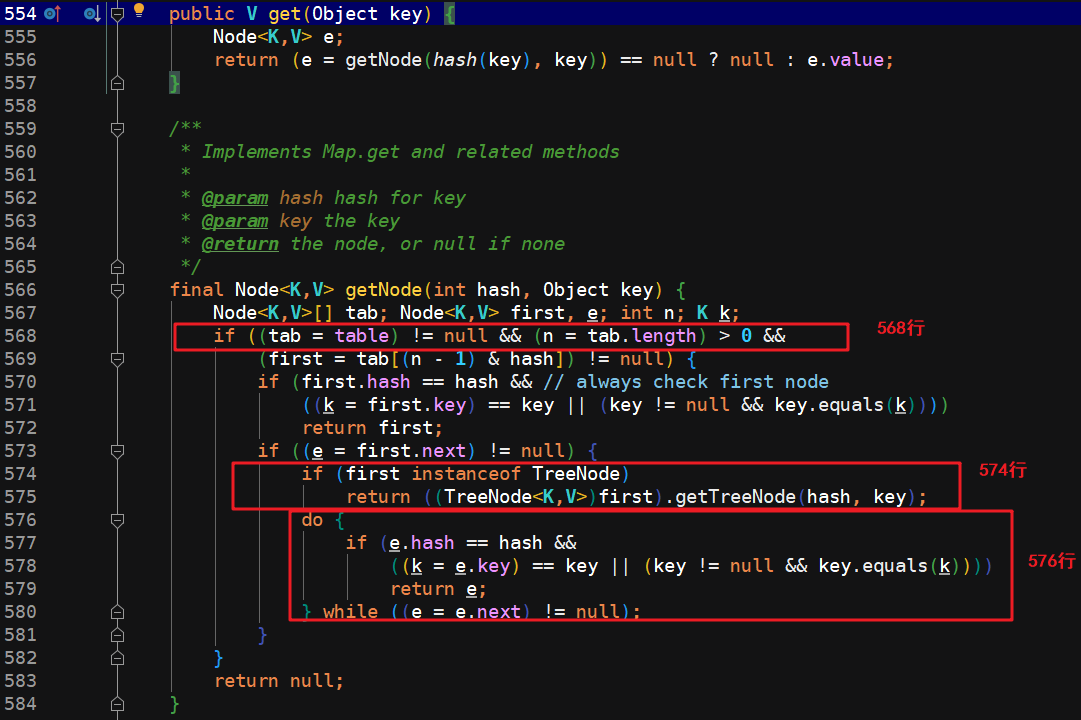 554 public V get(Object key) {
555 Node<K,V> e;
556 return (e = getNode(hash(key), key)) == null ? null : e.value;
557 }
558
559 /**
560 * Implements Map.get and related methods
561 *
562 * @param hash hash for key
563 * @param key the key
564 * @return the node, or null if none
565 */
566 final Node<K,V> getNode(int hash, Object key) {
567 Node<K,V>[] tab; Node<K,V> first, e; int n; K k;
568 if ((tab = table) != null && (n = tab.length) > 0 && 568行
569 (first = tab[(n - 1) & hash]) != null) {
570 if (first.hash == hash && // always check first node
571 ((k = first.key) == key || (key != null && key.equals(k))))
572 return first;
573 if ((e = first.next) != null) {
574 if (first instanceof TreeNode) 574行
575 return ((TreeNode<K,V>)first).getTreeNode(hash, key);
576 do {
577 if (e.hash == hash &&
578 ((k = e.key) == key || (key != null && key.equals(k)))) 576行
579 return e;
580 } while ((e = e.next) != null);
581 }
582 }
583 return null;
584 }